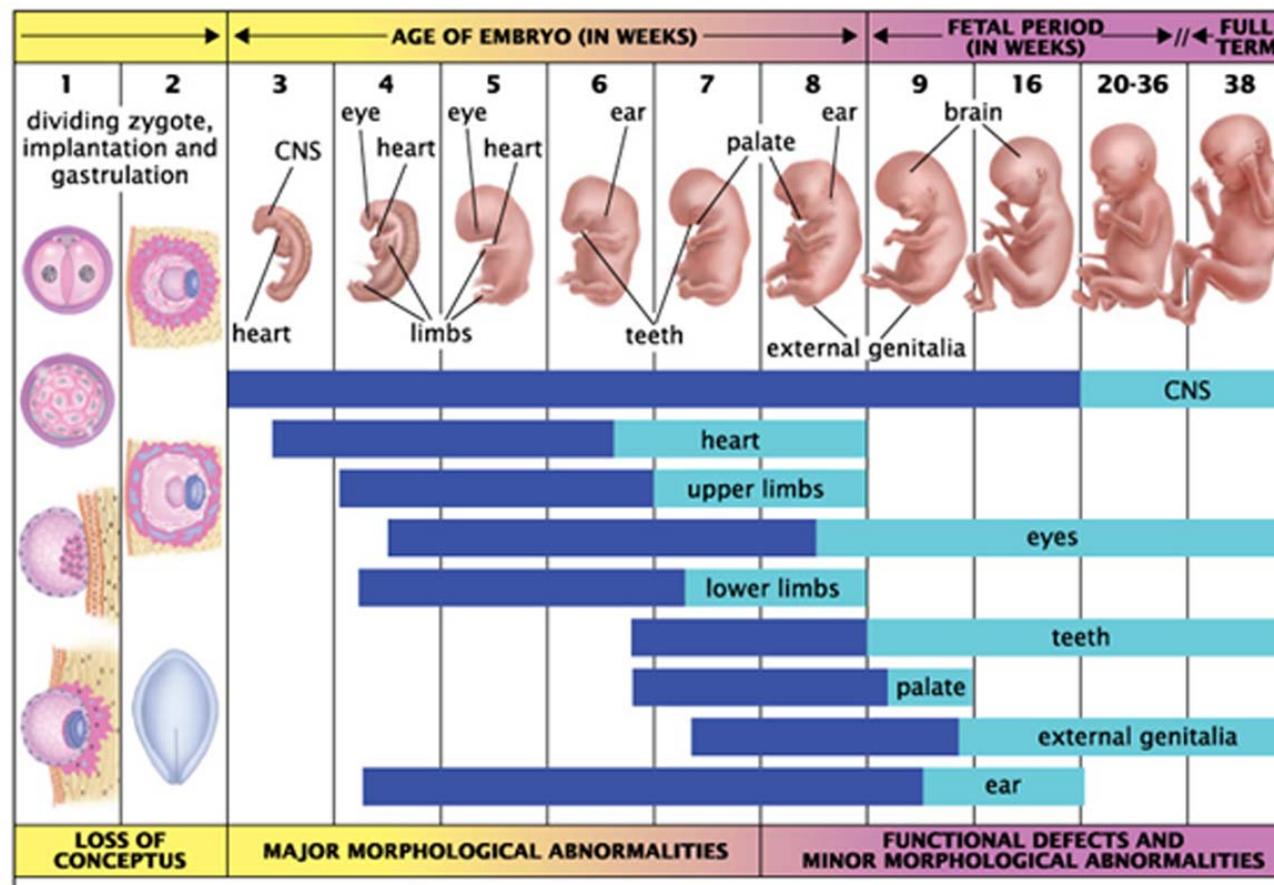 AGE OF EMBRYO (IN WEEKS)
FETAL PERIOD
(IN WEEKS)
FULL
TERM
1 2 3 4 5 6 7 8 9 16 20-36 38
dividing zygote,
implantation and
gastrulation
CNS
heart
eye
heart
limbs
eye
heart
ear
teeth
palate
ear
external genitalia
brain
CNS
heart
upper limbs
eyes
lower limbs
teeth
palate
external genitalia
ear
LOSS OF
CONCEPTUS
MAJOR MORPHOLOGICAL ABNORMALITIES
FUNCTIONAL DEFECTS AND
MINOR MORPHOLOGICAL ABNORMALITIES